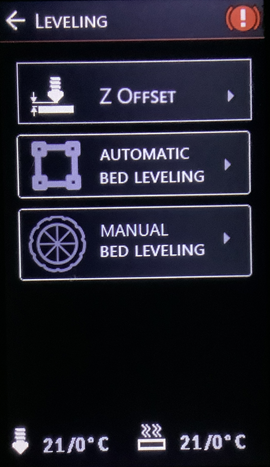 LEVELING
Z OFFSET
AUTOMATIC
BED LEVELING
MANUAL
BED LEVELING
21/0°C 21/0°C